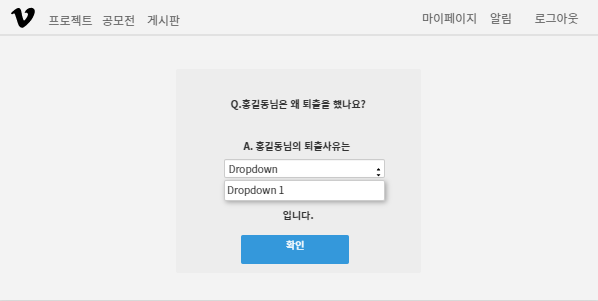 프로젝트 공모전 게시판 마이페이지 알림 로그아웃
Q.홍길동님은 왜 퇴출을 했나요?
A. 홍길동님의 퇴출사유는
Dropdown
Dropdown 1
입니다.
확인